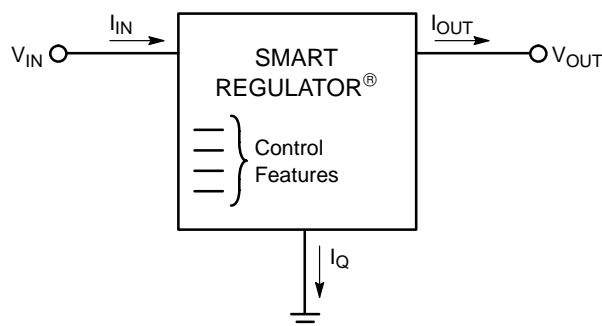 I_IN
I_OUT
V_IN
SMART
REGULATOR®
V_OUT
Control
Features
I_Q